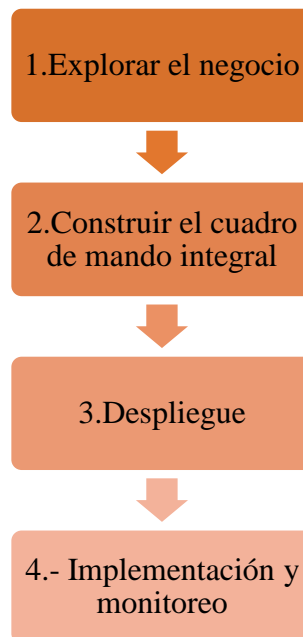 1.Explorar el negocio
2.Construir el cuadro
de mando integral
3.Despliegue
4.- Implementación y
monitoreo